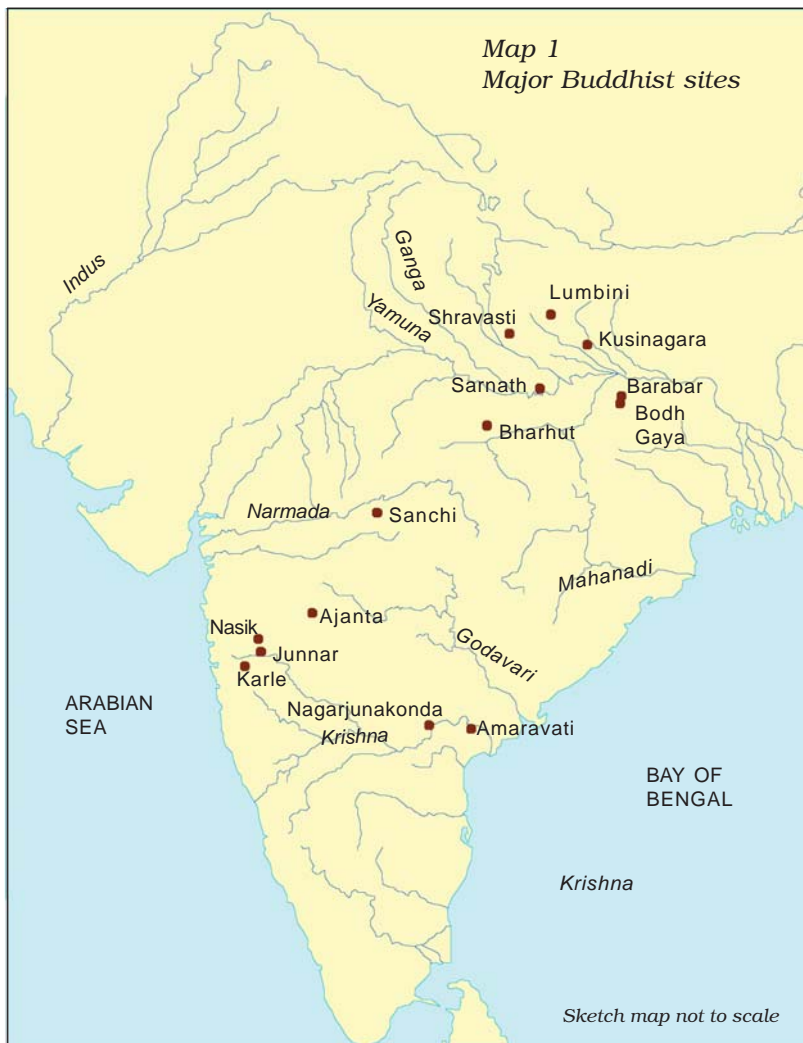 Map 1
Major Buddhist sites
Indus
Ganga
Yamuna
Lumbini
Shravasti
Kusinagara
Sarnath
Barabar
Bodh
Gaya
Bharhut
Narmada
Sanchi
Mahanadi
Ajanta
Nasik
Junnar
Karle
Godavari
ARABIAN
SEA
Nagarjunakonda
Krishna
Amaravati
BAY OF
BENGAL
Krishna
Sketch map not to scale